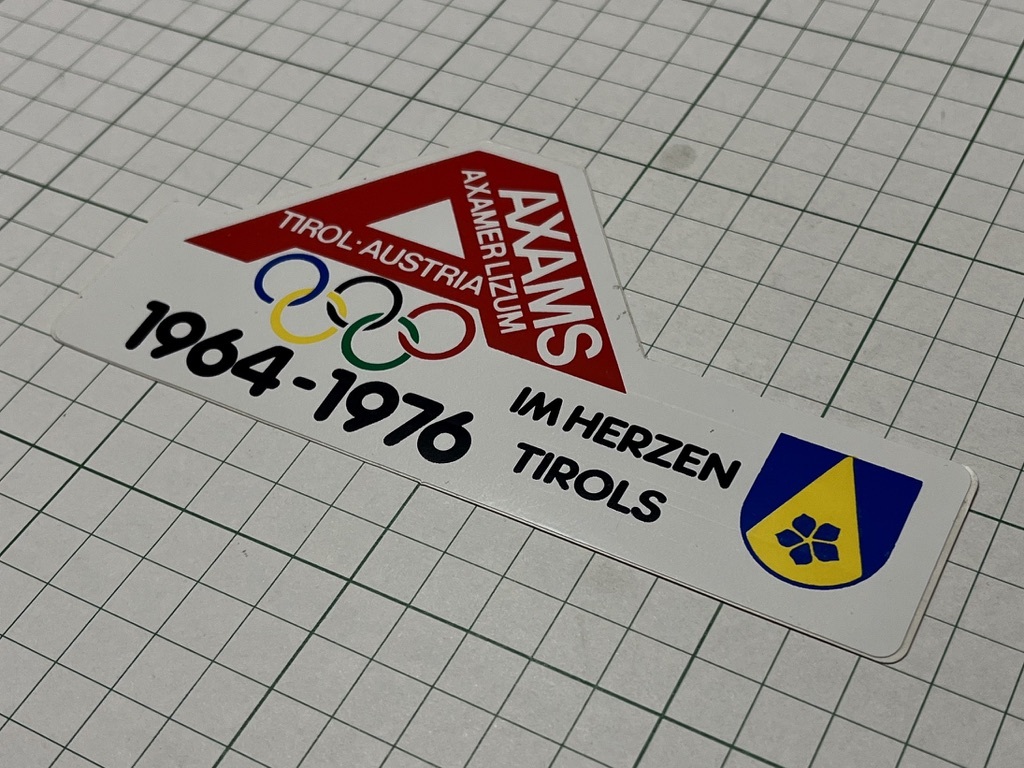 AXAMS
AXAMER LIZUM
TIROL·AUSTRIA
1964-1976
IM HERZEN
TIROLS